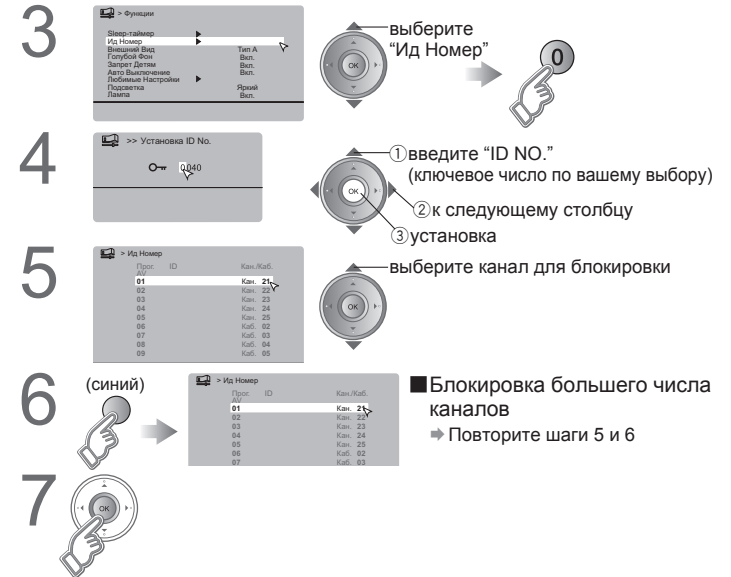 3
> Функции
Sleep-таймер
Ид Номер
Внешний Вид Тип A
Голубой Фон Вкл.
Запрет Детям Вкл.
Авто Выключение Вкл.
Любимые Настройки
Подсветка Яркий
Лампа Вкл.
OK
выберите
“Ид Номер”
0
4
>> Установка ID No.
0040
OK
①введите “ID NO.”
(ключевое число по вашему выбору)
②к следующему столбцу
③установка
5
> Ид Номер
Прог. ID Кан./Каб.
AV
01 Кан. 21
02 Кан. 22
03 Кан. 23
04 Кан. 24
05 Кан. 25
06 Каб. 02
07 Каб. 03
08 Каб. 04
09 Каб. 05
OK
выберите канал для блокировки
6
(синий)
> Ид Номер
Прог. ID Кан./Каб.
AV
01 Кан. 21
02 Кан. 22
03 Кан. 23
04 Кан. 24
05 Кан. 25
06 Каб. 02
07 Каб. 03
■Блокировка большего числа
каналов
➡ Повторите шаги 5 и 6
7
OK